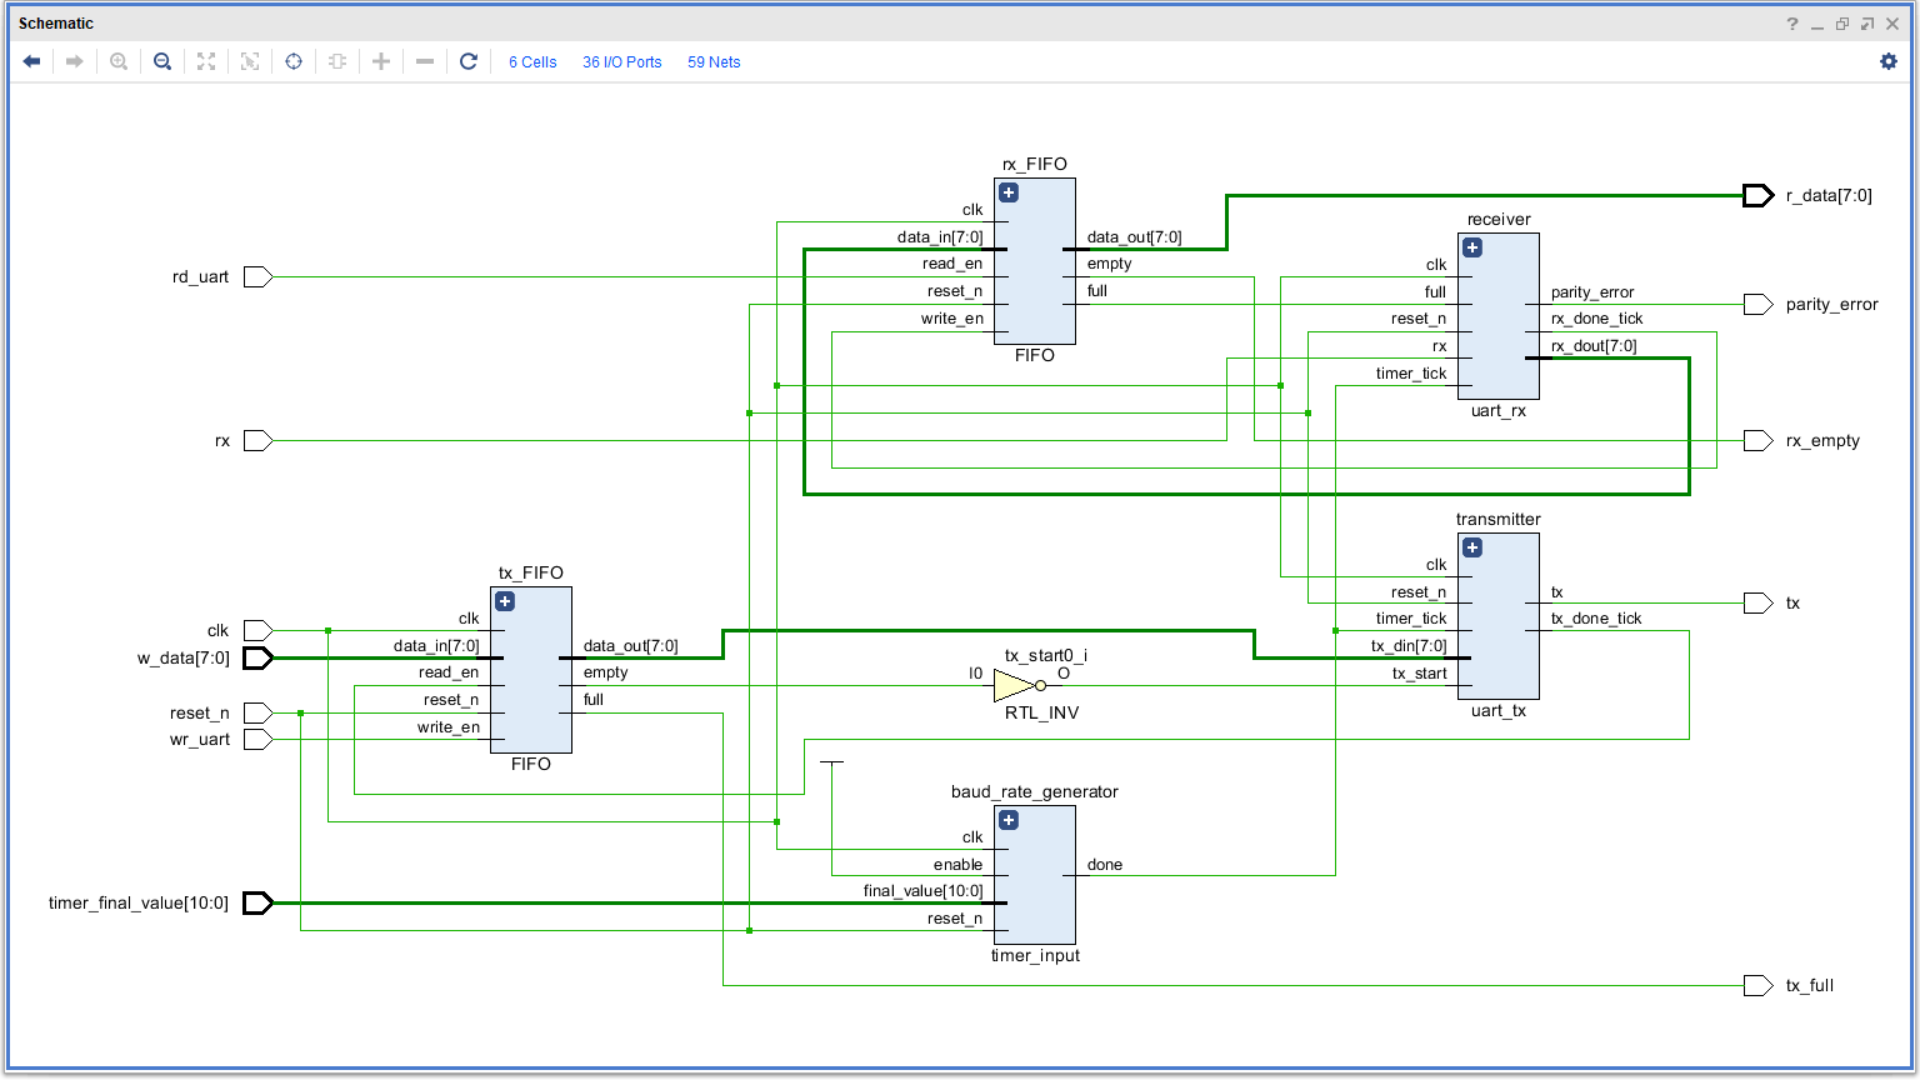 Schematic
?
6 Cells 36 I/O Ports 59 Nets
rx_FIFO
clk
data_in[7:0]
read_en
reset_n
write_en
data_out[7:0]
empty
full
FIFO
r_data[7:0]
receiver
clk
full
reset_n
rx
timer_tick
parity_error
rx_done_tick
rx_dout[7:0]
uart_rx
rd_uart
parity_error
rx
rx_empty
transmitter
clk
reset_n
timer_tick
tx_din[7:0]
tx_start
tx
tx_done_tick
uart_tx
tx
tx_FIFO
clk
data_in[7:0]
read_en
reset_n
write_en
data_out[7:0]
empty
full
FIFO
clk
w_data[7:0]
reset_n
wr_uart
tx_start0_i
I0
O
RTL_INV
baud_rate_generator
clk
enable
final_value[10:0]
reset_n
done
timer_input
timer_final_value[10:0]
tx_full